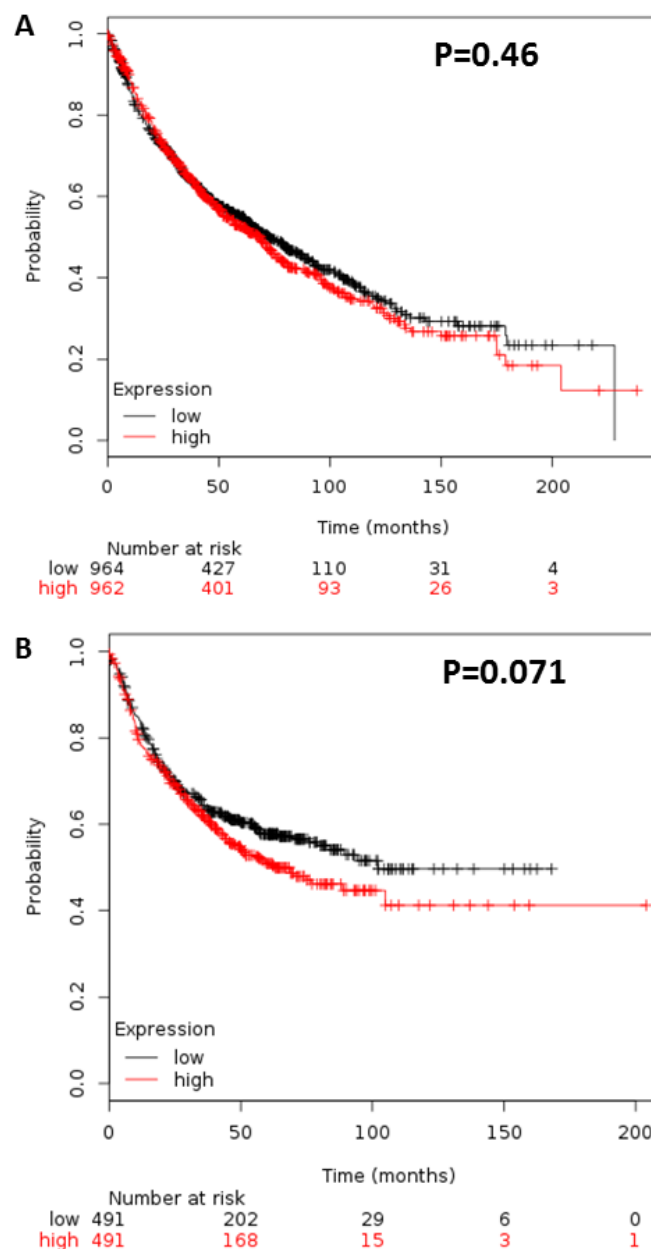 A
P=0.46
1.0
0.8
0.6
0.4
0.2
0.0
Probability
Expression
low
high
0 50 100 150 200
Time (months)
Number at risk
low 964 427 110 31 4
high 962 401 93 26 3
B
P=0.071
1.0
0.8
0.6
0.4
0.2
0.0
Probability
Expression
low
high
0 50 100 150 200
Time (months)
Number at risk
low 491 202 29 6 0
high 491 168 15 3 1